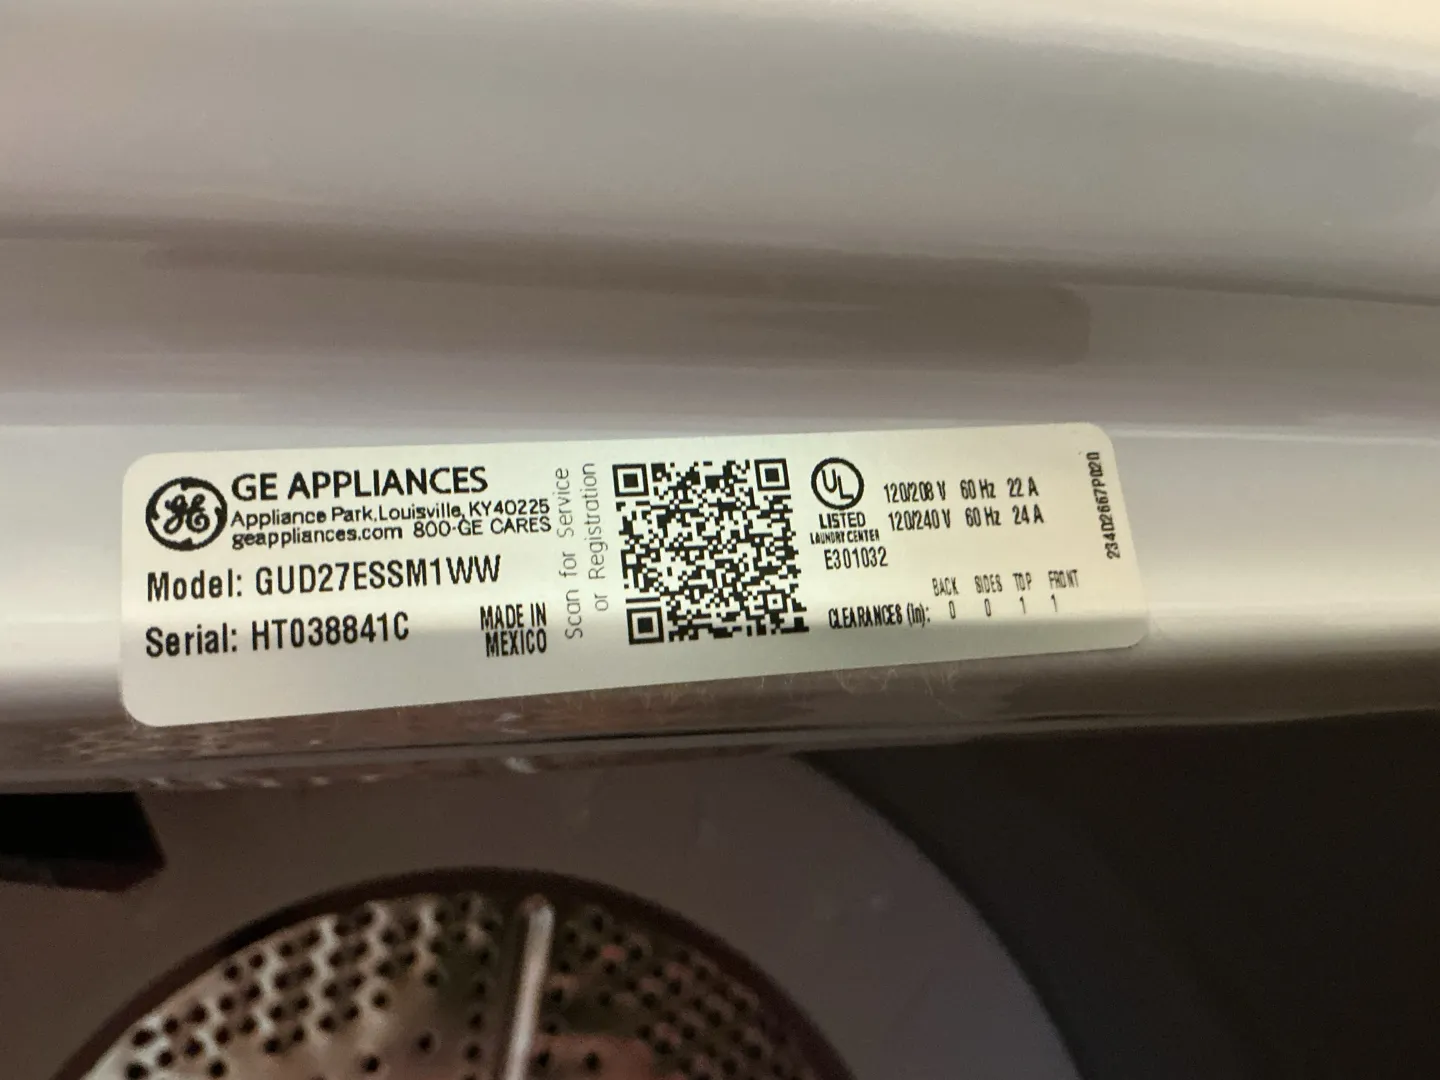 GE
GE APPLIANCES
Appliance Park, Louisville, KY40225
geappliances.com 800-GE CARES
Model: GUD27ESSM1WW
Serial: HT038841C
MADE IN
MEXICO
Scan for Service
or Registration
UL
LISTED
LAUNDRY CENTER
E301032
120/208 V 60 Hz 22 A
120/240 V 60 Hz 24 A
BACK SIDES TOP FRONT
CLEARANCES (in): 0 0 1 1
234D2667P020